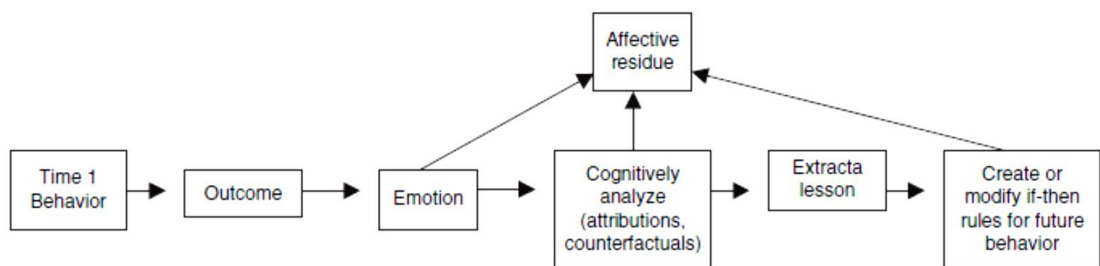 Affective
residue
Time 1
Behavior
Outcome
Emotion
Cognitively
analyze
(attributions,
counterfactuals)
Extracta
lesson
Create or
modify if-then
rules for future
behavior